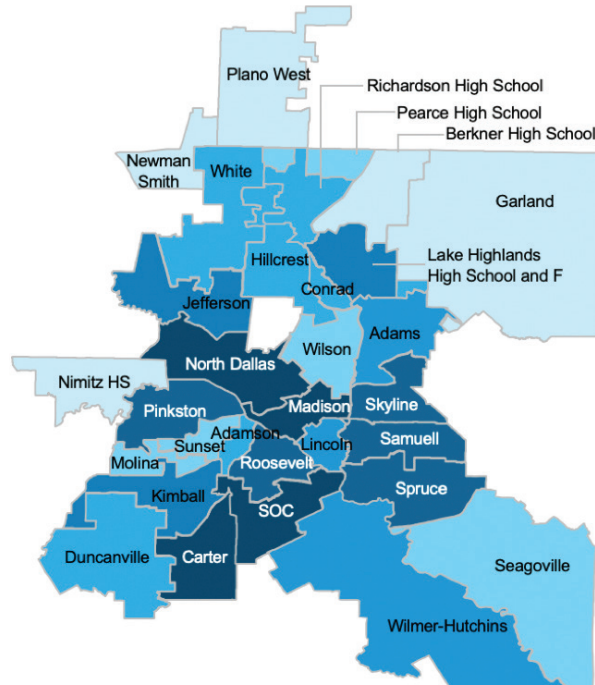 Plano West
Richardson High School
Pearce High School
Berkner High School
Newman
Smith
White
Garland
Hillcrest
Lake Highlands
High School and F
Conrad
Jefferson
Adams
Wilson
North Dallas
Nimitz HS
Madison
Skyline
Pinkston
Adamson
Sunset
Lincoln
Samuell
Molina
Roosevelt
Kimball
Spruce
SOC
Duncanville
Carter
Seagoville
Wilmer-Hutchins